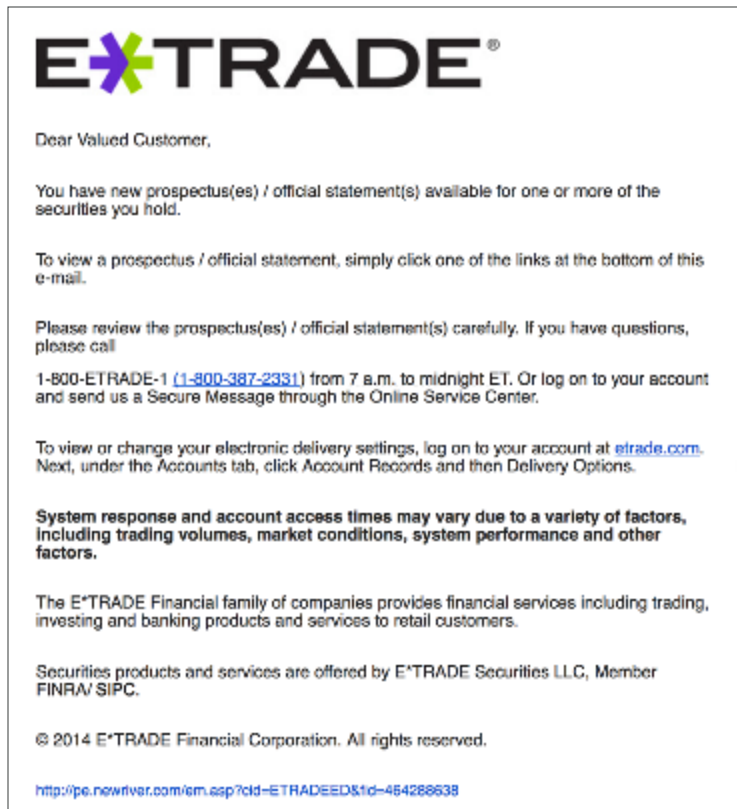 E*TRADE®
Dear Valued Customer,
You have new prospectus(es) / official statement(s) available for one or more of the
securities you hold.
To view a prospectus / official statement, simply click one of the links at the bottom of this
e-mail.
Please review the prospectus(es) / official statement(s) carefully. If you have questions,
please call
1-800-ETRADE-1 (1-800-387-2331) from 7 a.m. to midnight ET. Or log on to your account
and send us a Secure Message through the Online Service Center.
To view or change your electronic delivery settings, log on to your account at etrade.com.
Next, under the Accounts tab, click Account Records and then Delivery Options.
System response and account access times may vary due to a variety of factors,
including trading volumes, market conditions, system performance and other
factors.
The E*TRADE Financial family of companies provides financial services including trading,
investing and banking products and services to retail customers.
Securities products and services are offered by E*TRADE Securities LLC, Member
FINRA/ SIPC.
© 2014 E*TRADE Financial Corporation. All rights reserved.
http://pe.newriver.com/em.asp?cid=ETRADEED&fid=464288638